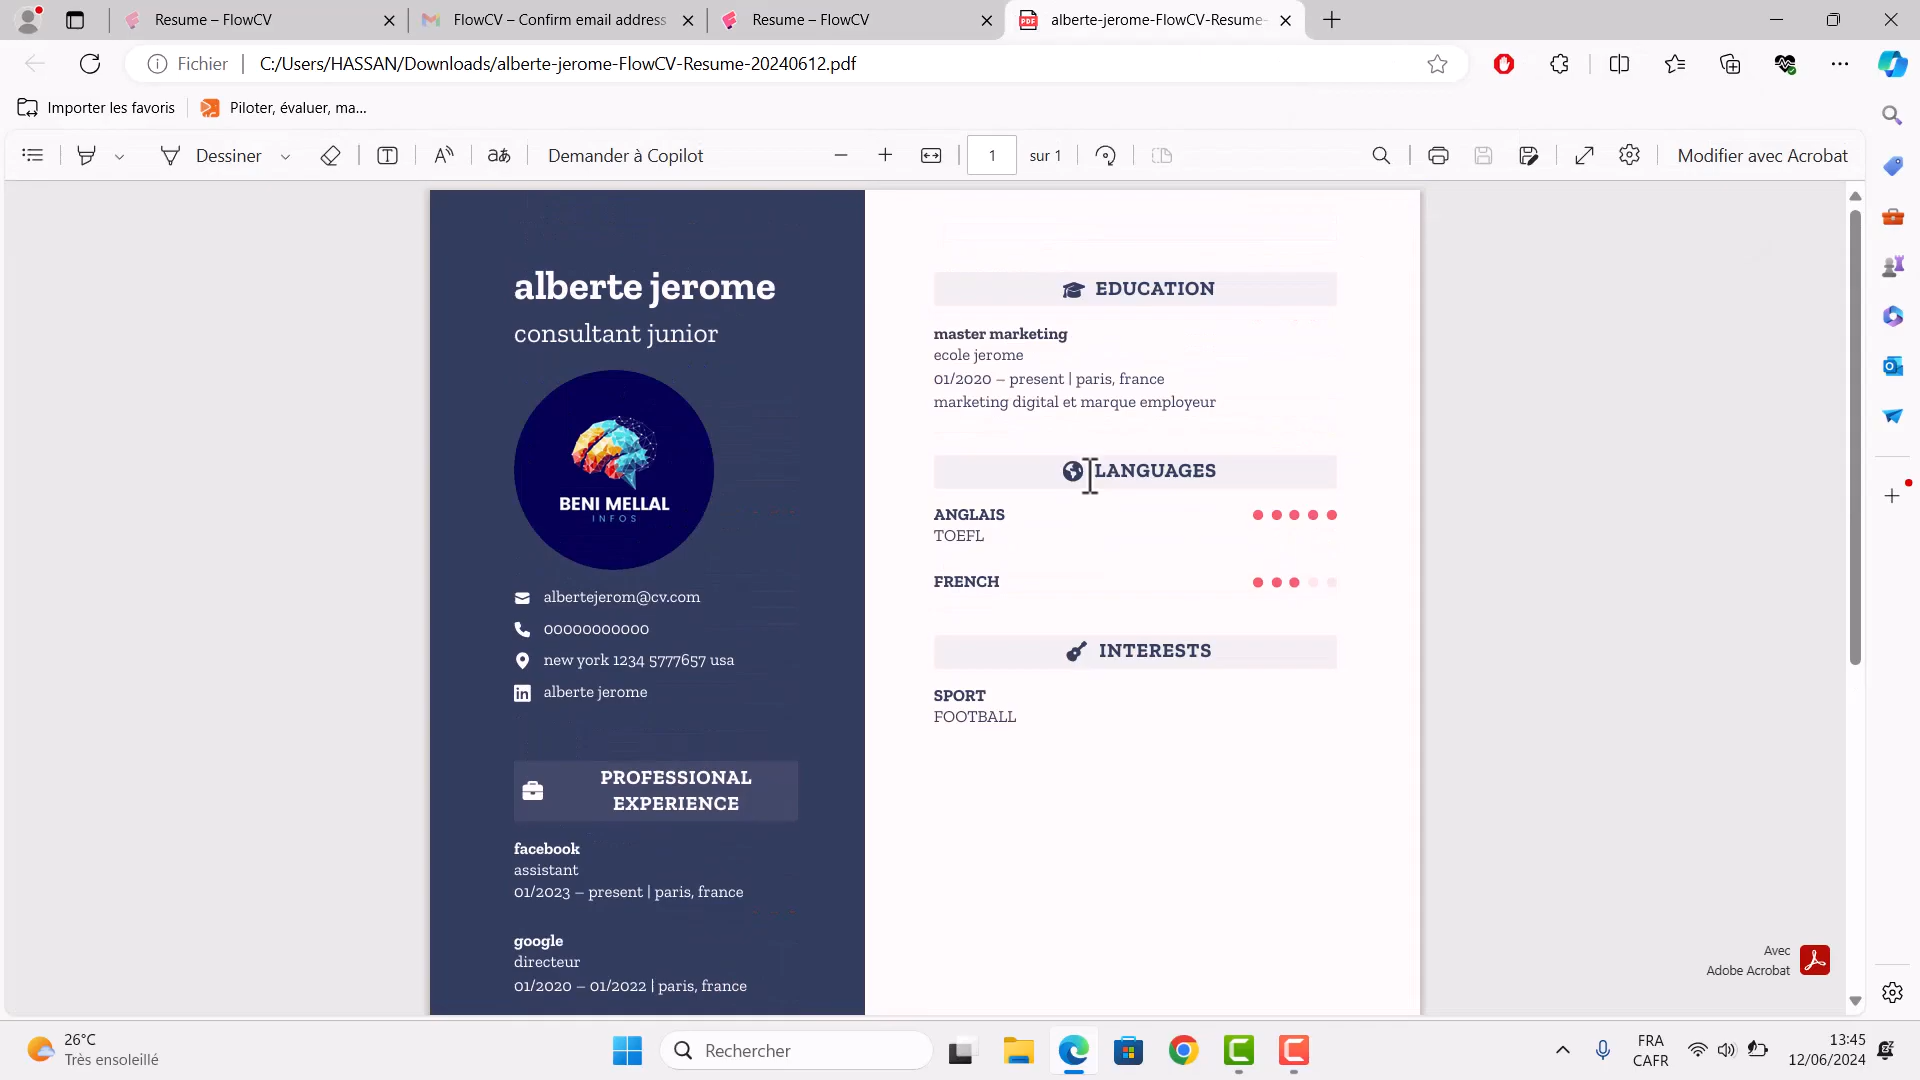 Resume – FlowCV
FlowCV – Confirm email address
Resume – FlowCV
alberte-jerome-FlowCV-Resume-
Fichier
C:/Users/HASSAN/Downloads/alberte-jerome-FlowCV-Resume-20240612.pdf
Importer les favoris
Piloter, évaluer, ma...
Dessiner
Demander à Copilot
1 sur 1
Modifier avec Acrobat
alberte jerome
consultant junior
BENI MELLAL
INFOS
albertejerom@cv.com
00000000000
new york 1234 5777657 usa
alberte jerome
PROFESSIONAL
EXPERIENCE
facebook
assistant
01/2023 – present | paris, france
google
directeur
01/2020 – 01/2022 | paris, france
EDUCATION
master marketing
ecole jerome
01/2020 – present | paris, france
marketing digital et marque employeur
LANGUAGES
ANGLAIS
TOEFL
FRENCH
INTERESTS
SPORT
FOOTBALL
Avec
Adobe Acrobat
26°C
Très ensoleillé
Rechercher
FRA
CAFR
13:45
12/06/2024